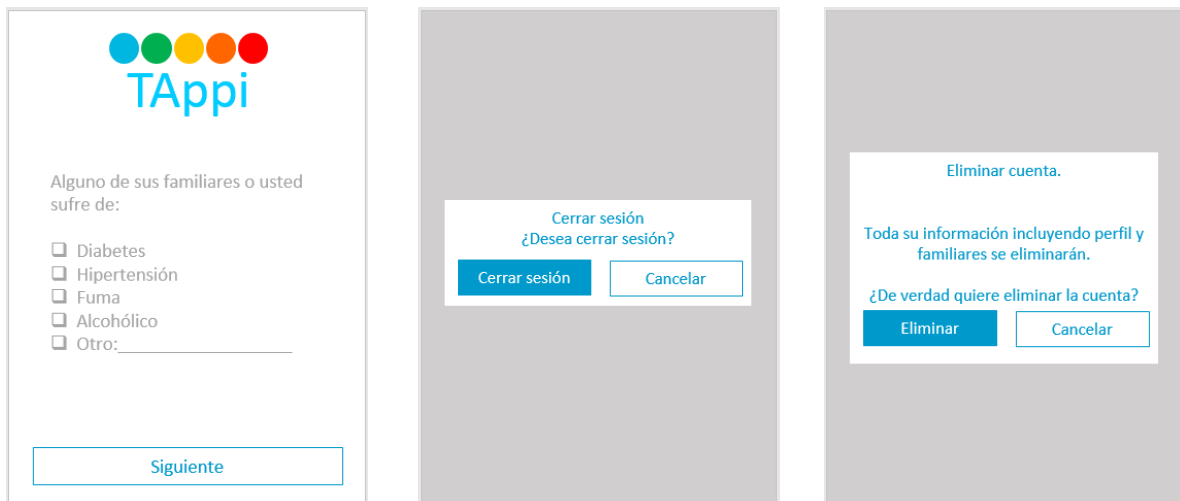 TAppi
Alguno de sus familiares o usted
sufre de:
❑ Diabetes
❑ Hipertensión
❑ Fuma
❑ Alcohólico
❑ Otro:____________________
Siguiente
Cerrar sesión
¿Desea cerrar sesión?
Cerrar sesión
Cancelar
Eliminar cuenta.
Toda su información incluyendo perfil y
familiares se eliminarán.
¿De verdad quiere eliminar la cuenta?
Eliminar
Cancelar